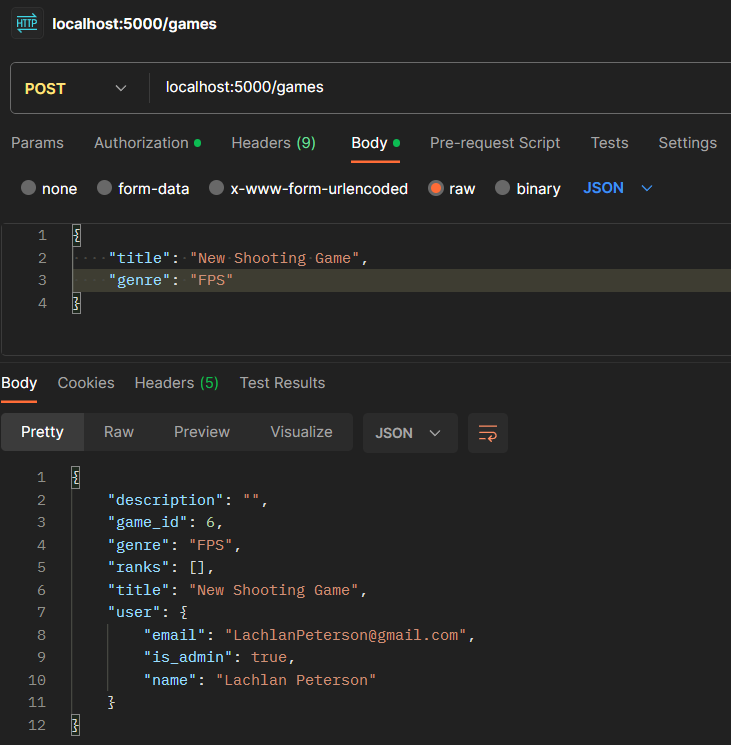 HTTP localhost:5000/games
POST localhost:5000/games
Params Authorization Headers (9) Body Pre-request Script Tests Settings
none form-data x-www-form-urlencoded raw binary JSON
1 {
2 "title": "New Shooting Game",
3 "genre": "FPS"
4 }
Body Cookies Headers (5) Test Results
Pretty Raw Preview Visualize JSON
1 {
2 "description": "",
3 "game_id": 6,
4 "genre": "FPS",
5 "ranks": [],
6 "title": "New Shooting Game",
7 "user": {
8 "email": "LachlanPeterson@gmail.com",
9 "is_admin": true,
10 "name": "Lachlan Peterson"
11 }
12 }